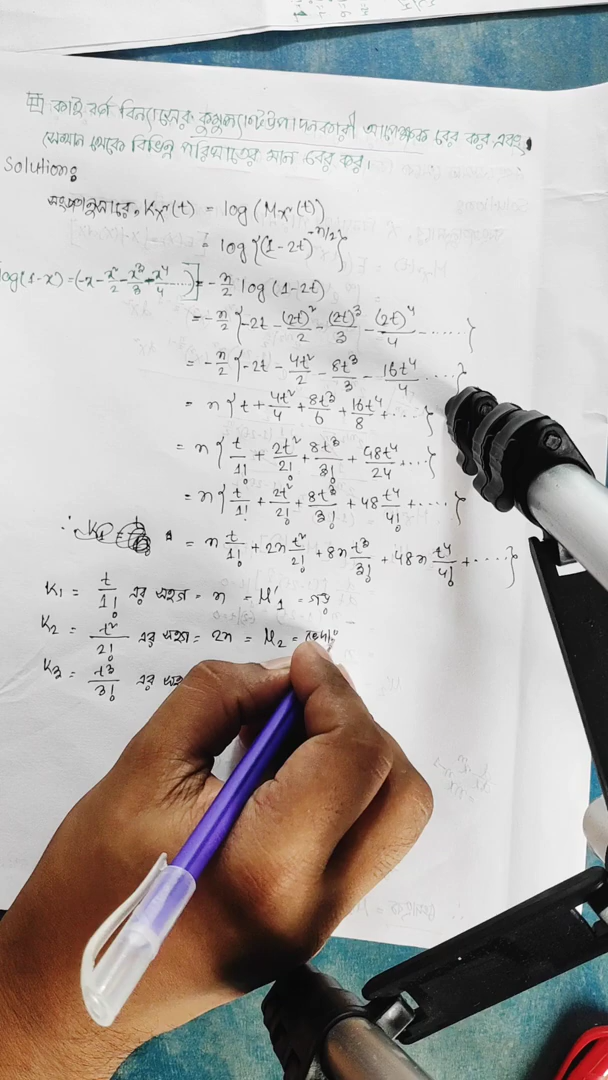 কাই বর্গ বিন্যাসের কুমুল্যান্ট উৎপাদনকারী আপেক্ষক বের কর এবং
সেখান থেকে বিভিন্ন পরিঘাতের মান বের কর।
Solution:
সংজ্ঞানুসারে, Kx²(t) = log(Mx²(t))
= log{(1-2t)^-n/2}
log(1-x) = (-x - x²/2 - x³/3 - x⁴/4 ......)] = -n/2 log(1-2t)
= -n/2 {-2t - (2t)²/2 - (2t)³/3 - (2t)⁴/4 - ......}
= -n/2 {-2t - 4t²/2 - 8t³/3 - 16t⁴/4 ......}
= n{t + 4t²/4 + 8t³/6 + 16t⁴/8 + ....}
= n{t/1! + 2t²/2! + 8t³/3! + 48t⁴/24 + ....}
= n{t/1! + 2t²/2! + 8t³/3! + 48 t⁴/4! + .....}
∴ = n t/1! + 2n t²/2! + 8n t³/3! + 48n t⁴/4! + .....}
K₁ = t/1! এর সহগ = n = μ'₁ = গড়
K₂ = t²/2! এর সহগ = 2n = μ₂ =
K₃ = t³/3! এর